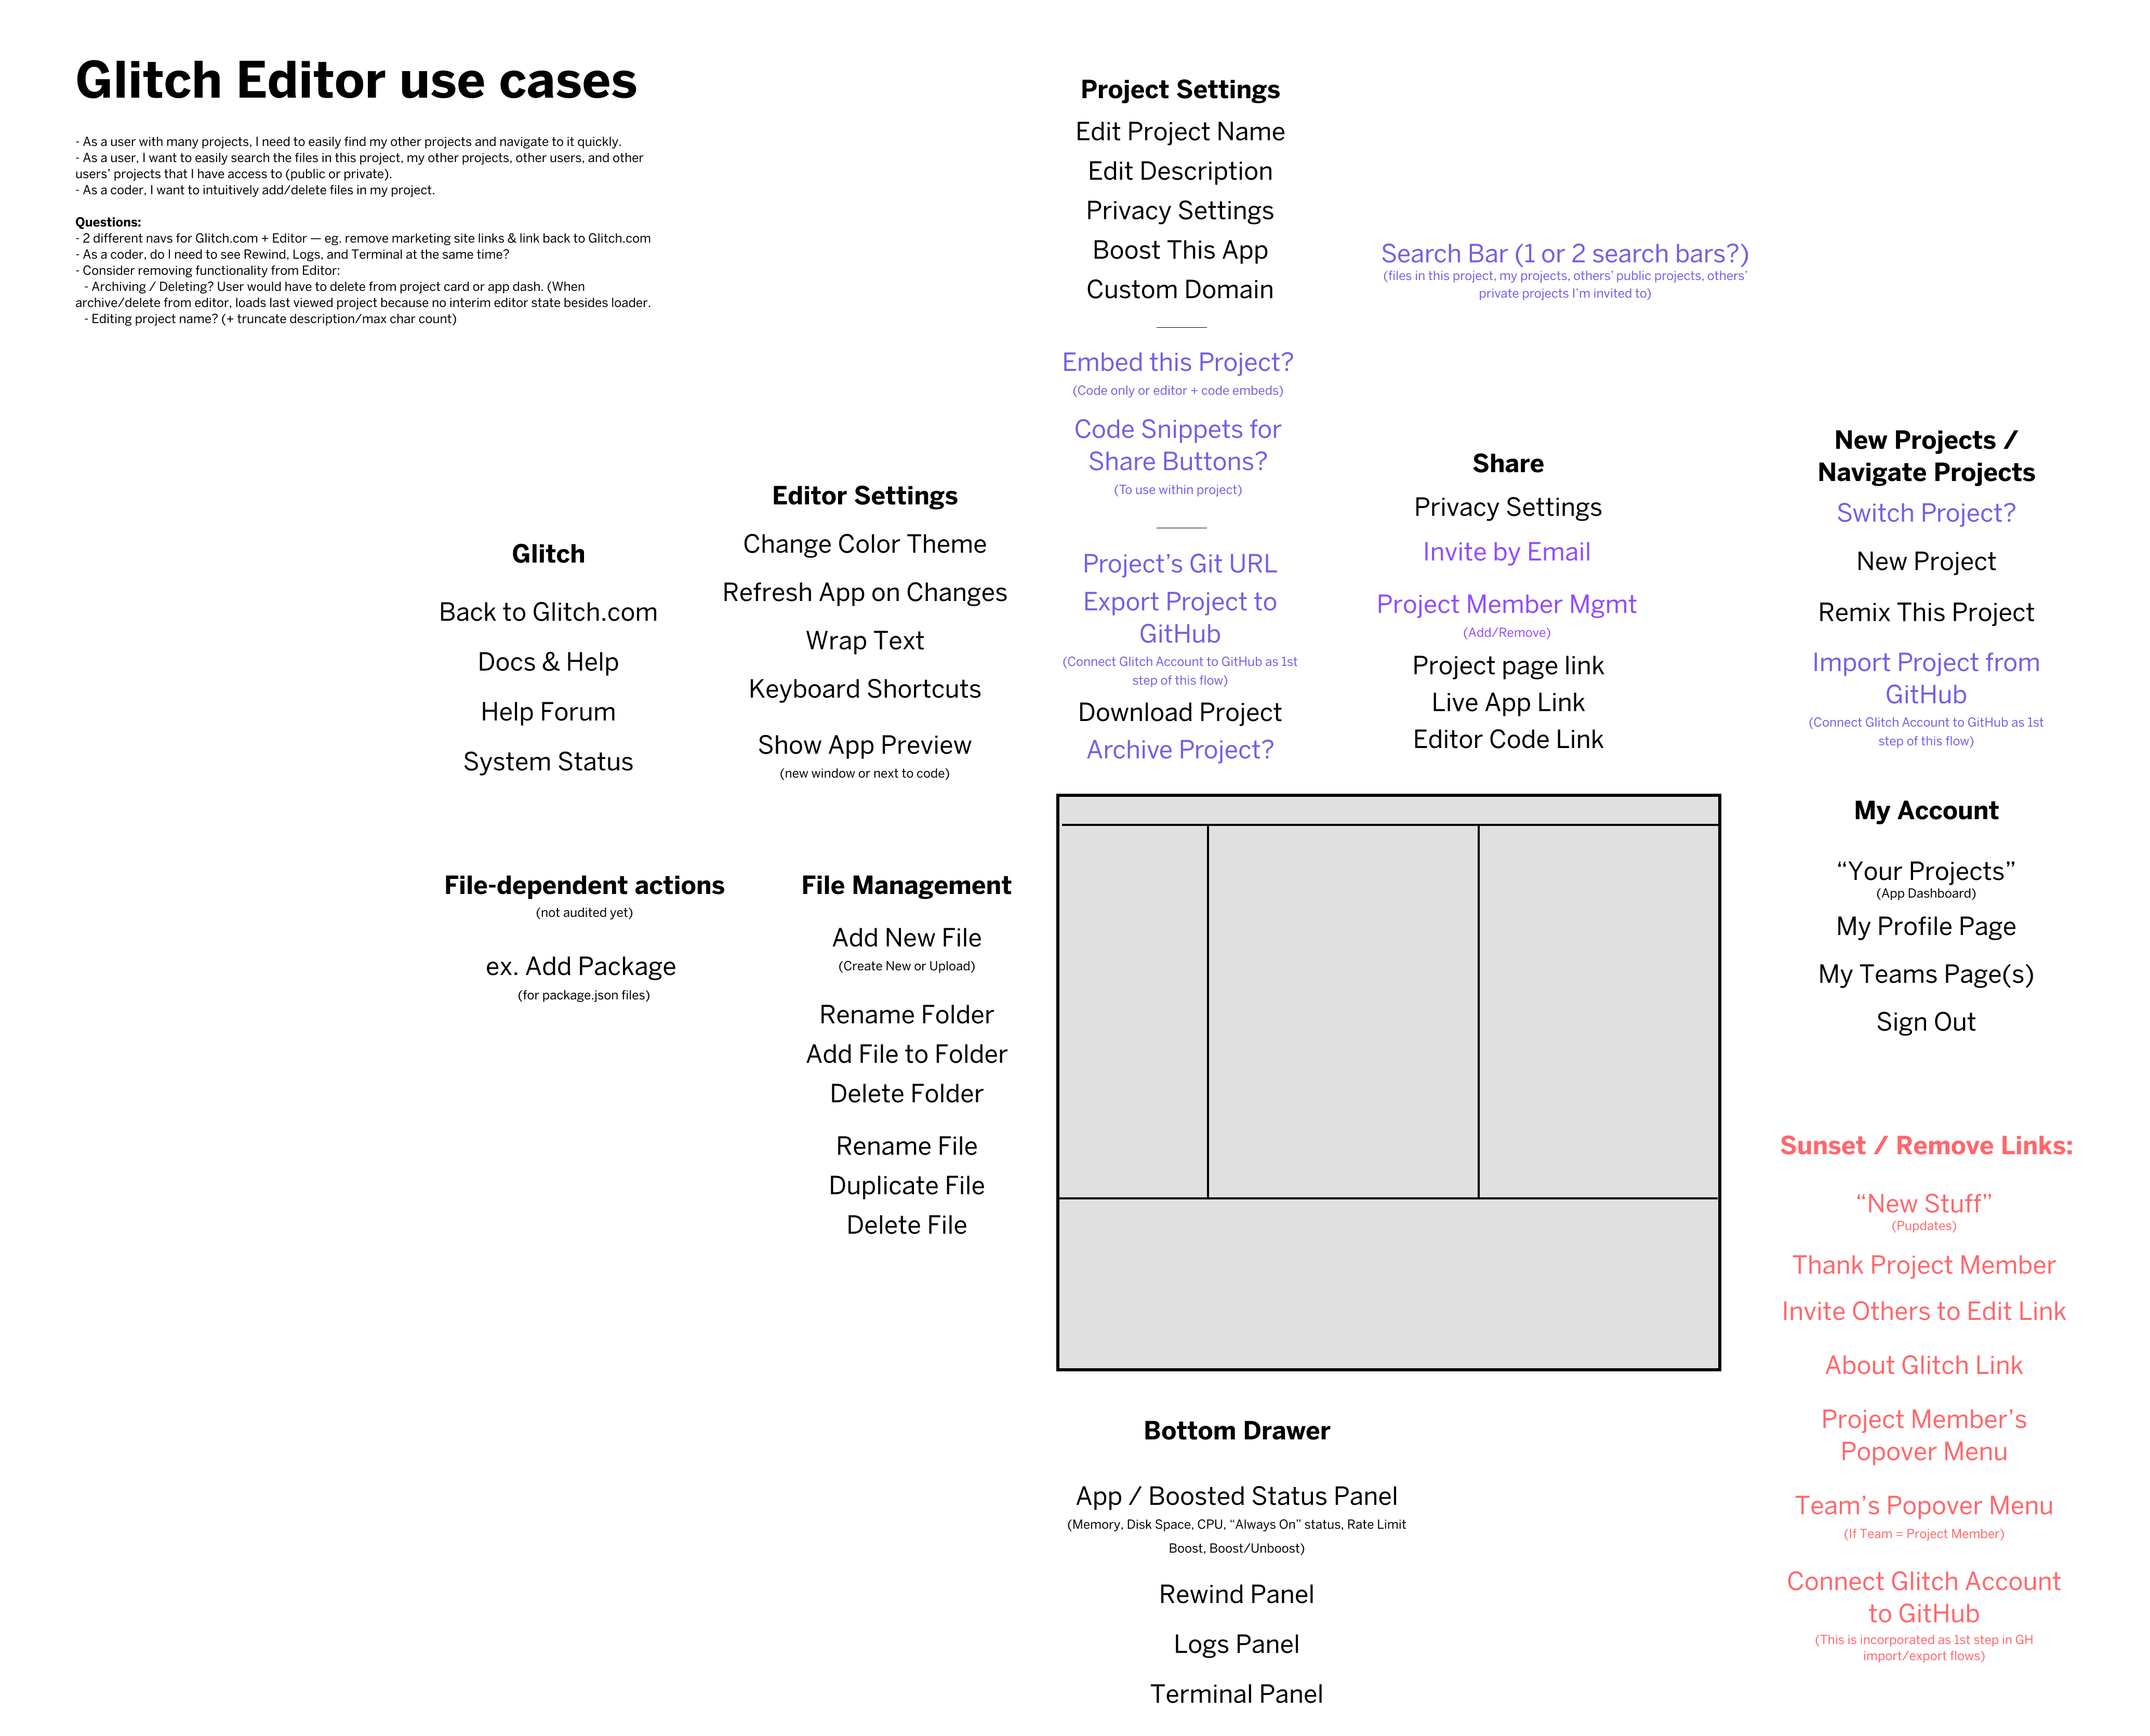 Glitch Editor use cases
- As a user with many projects, I need to easily find my other projects and navigate to it quickly.
- As a user, I want to easily search the files in this project, my other projects, other users, and other
users’ projects that I have access to (public or private).
- As a coder, I want to intuitively add/delete files in my project.
Questions:
- 2 different navs for Glitch.com + Editor — eg. remove marketing site links & link back to Glitch.com
- As a coder, do I need to see Rewind, Logs, and Terminal at the same time?
- Consider removing functionality from Editor:
- Archiving / Deleting? User would have to delete from project card or app dash. (When
archive/delete from editor, loads last viewed project because no interim editor state besides loader.
- Editing project name? (+ truncate description/max char count)
Glitch
Back to Glitch.com
Docs & Help
Help Forum
System Status
Editor Settings
Change Color Theme
Refresh App on Changes
Wrap Text
Keyboard Shortcuts
Show App Preview
(new window or next to code)
Project Settings
Edit Project Name
Edit Description
Privacy Settings
Boost This App
Custom Domain
Embed this Project?
(Code only or editor + code embeds)
Code Snippets for
Share Buttons?
(To use within project)
Project’s Git URL
Export Project to
GitHub
(Connect Glitch Account to GitHub as 1st
step of this flow)
Download Project
Archive Project?
Search Bar (1 or 2 search bars?)
(files in this project, my projects, others’ public projects, others’
private projects I’m invited to)
Share
Privacy Settings
Invite by Email
Project Member Mgmt
(Add/Remove)
Project page link
Live App Link
Editor Code Link
New Projects /
Navigate Projects
Switch Project?
New Project
Remix This Project
Import Project from
GitHub
(Connect Glitch Account to GitHub as 1st
step of this flow)
File-dependent actions
(not audited yet)
ex. Add Package
(for package.json files)
File Management
Add New File
(Create New or Upload)
Rename Folder
Add File to Folder
Delete Folder
Rename File
Duplicate File
Delete File
My Account
“Your Projects”
(App Dashboard)
My Profile Page
My Teams Page(s)
Sign Out
Sunset / Remove Links:
“New Stuff”
(Pupdates)
Thank Project Member
Invite Others to Edit Link
About Glitch Link
Project Member’s
Popover Menu
Team’s Popover Menu
(If Team = Project Member)
Connect Glitch Account
to GitHub
(This is incorporated as 1st step in GH
import/export flows)
Bottom Drawer
App / Boosted Status Panel
(Memory, Disk Space, CPU, “Always On” status, Rate Limit
Boost, Boost/Unboost)
Rewind Panel
Logs Panel
Terminal Panel